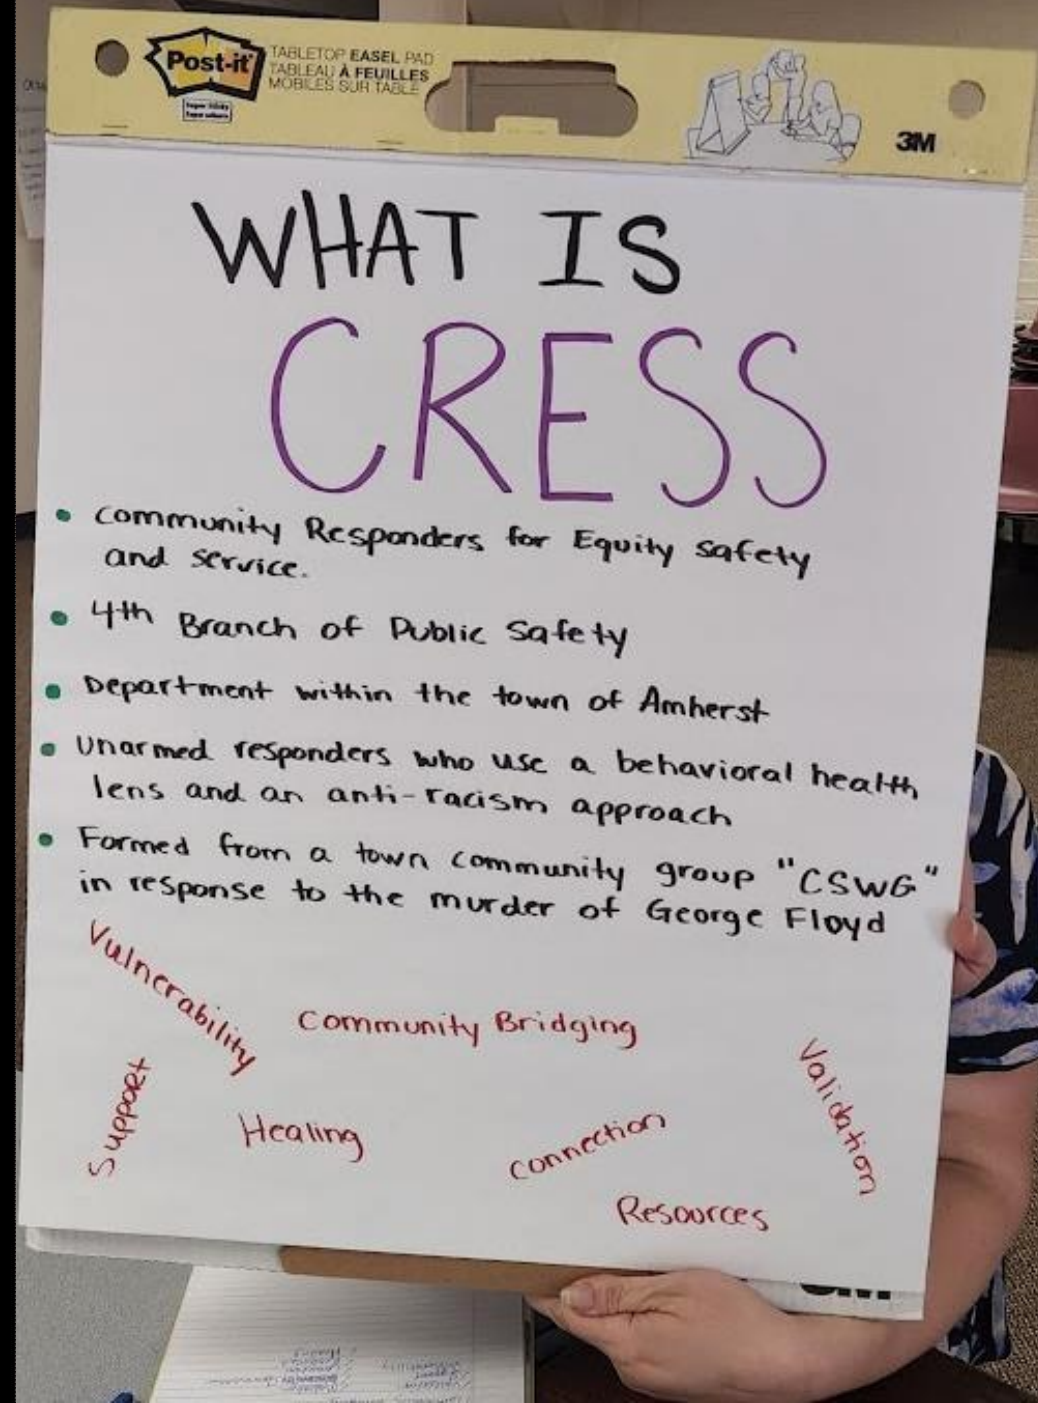 Post-it
TABLETOP EASEL PAD
TABLEAU À FEUILLES
MOBILES SUR TABLE
3M
WHAT IS
CRESS
• Community Responders for Equity Safety
and service.
• 4th Branch of Public Safety
• Department within the town of Amherst
• Unarmed responders who use a behavioral health
lens and an anti-racism approach
• Formed from a town community group "CSWG"
in response to the murder of George Floyd
Vulnerability
Community Bridging
Validation
Support
Healing
Connection
Resources
3M